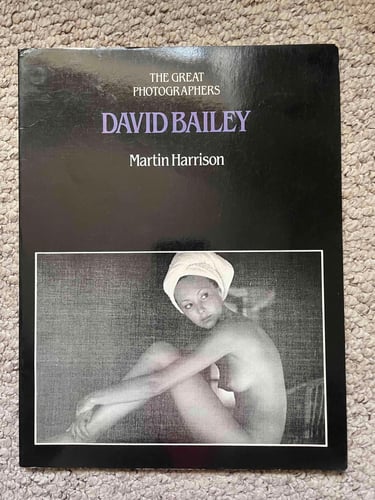 THE GREAT
PHOTOGRAPHERS
DAVID BAILEY
Martin Harrison